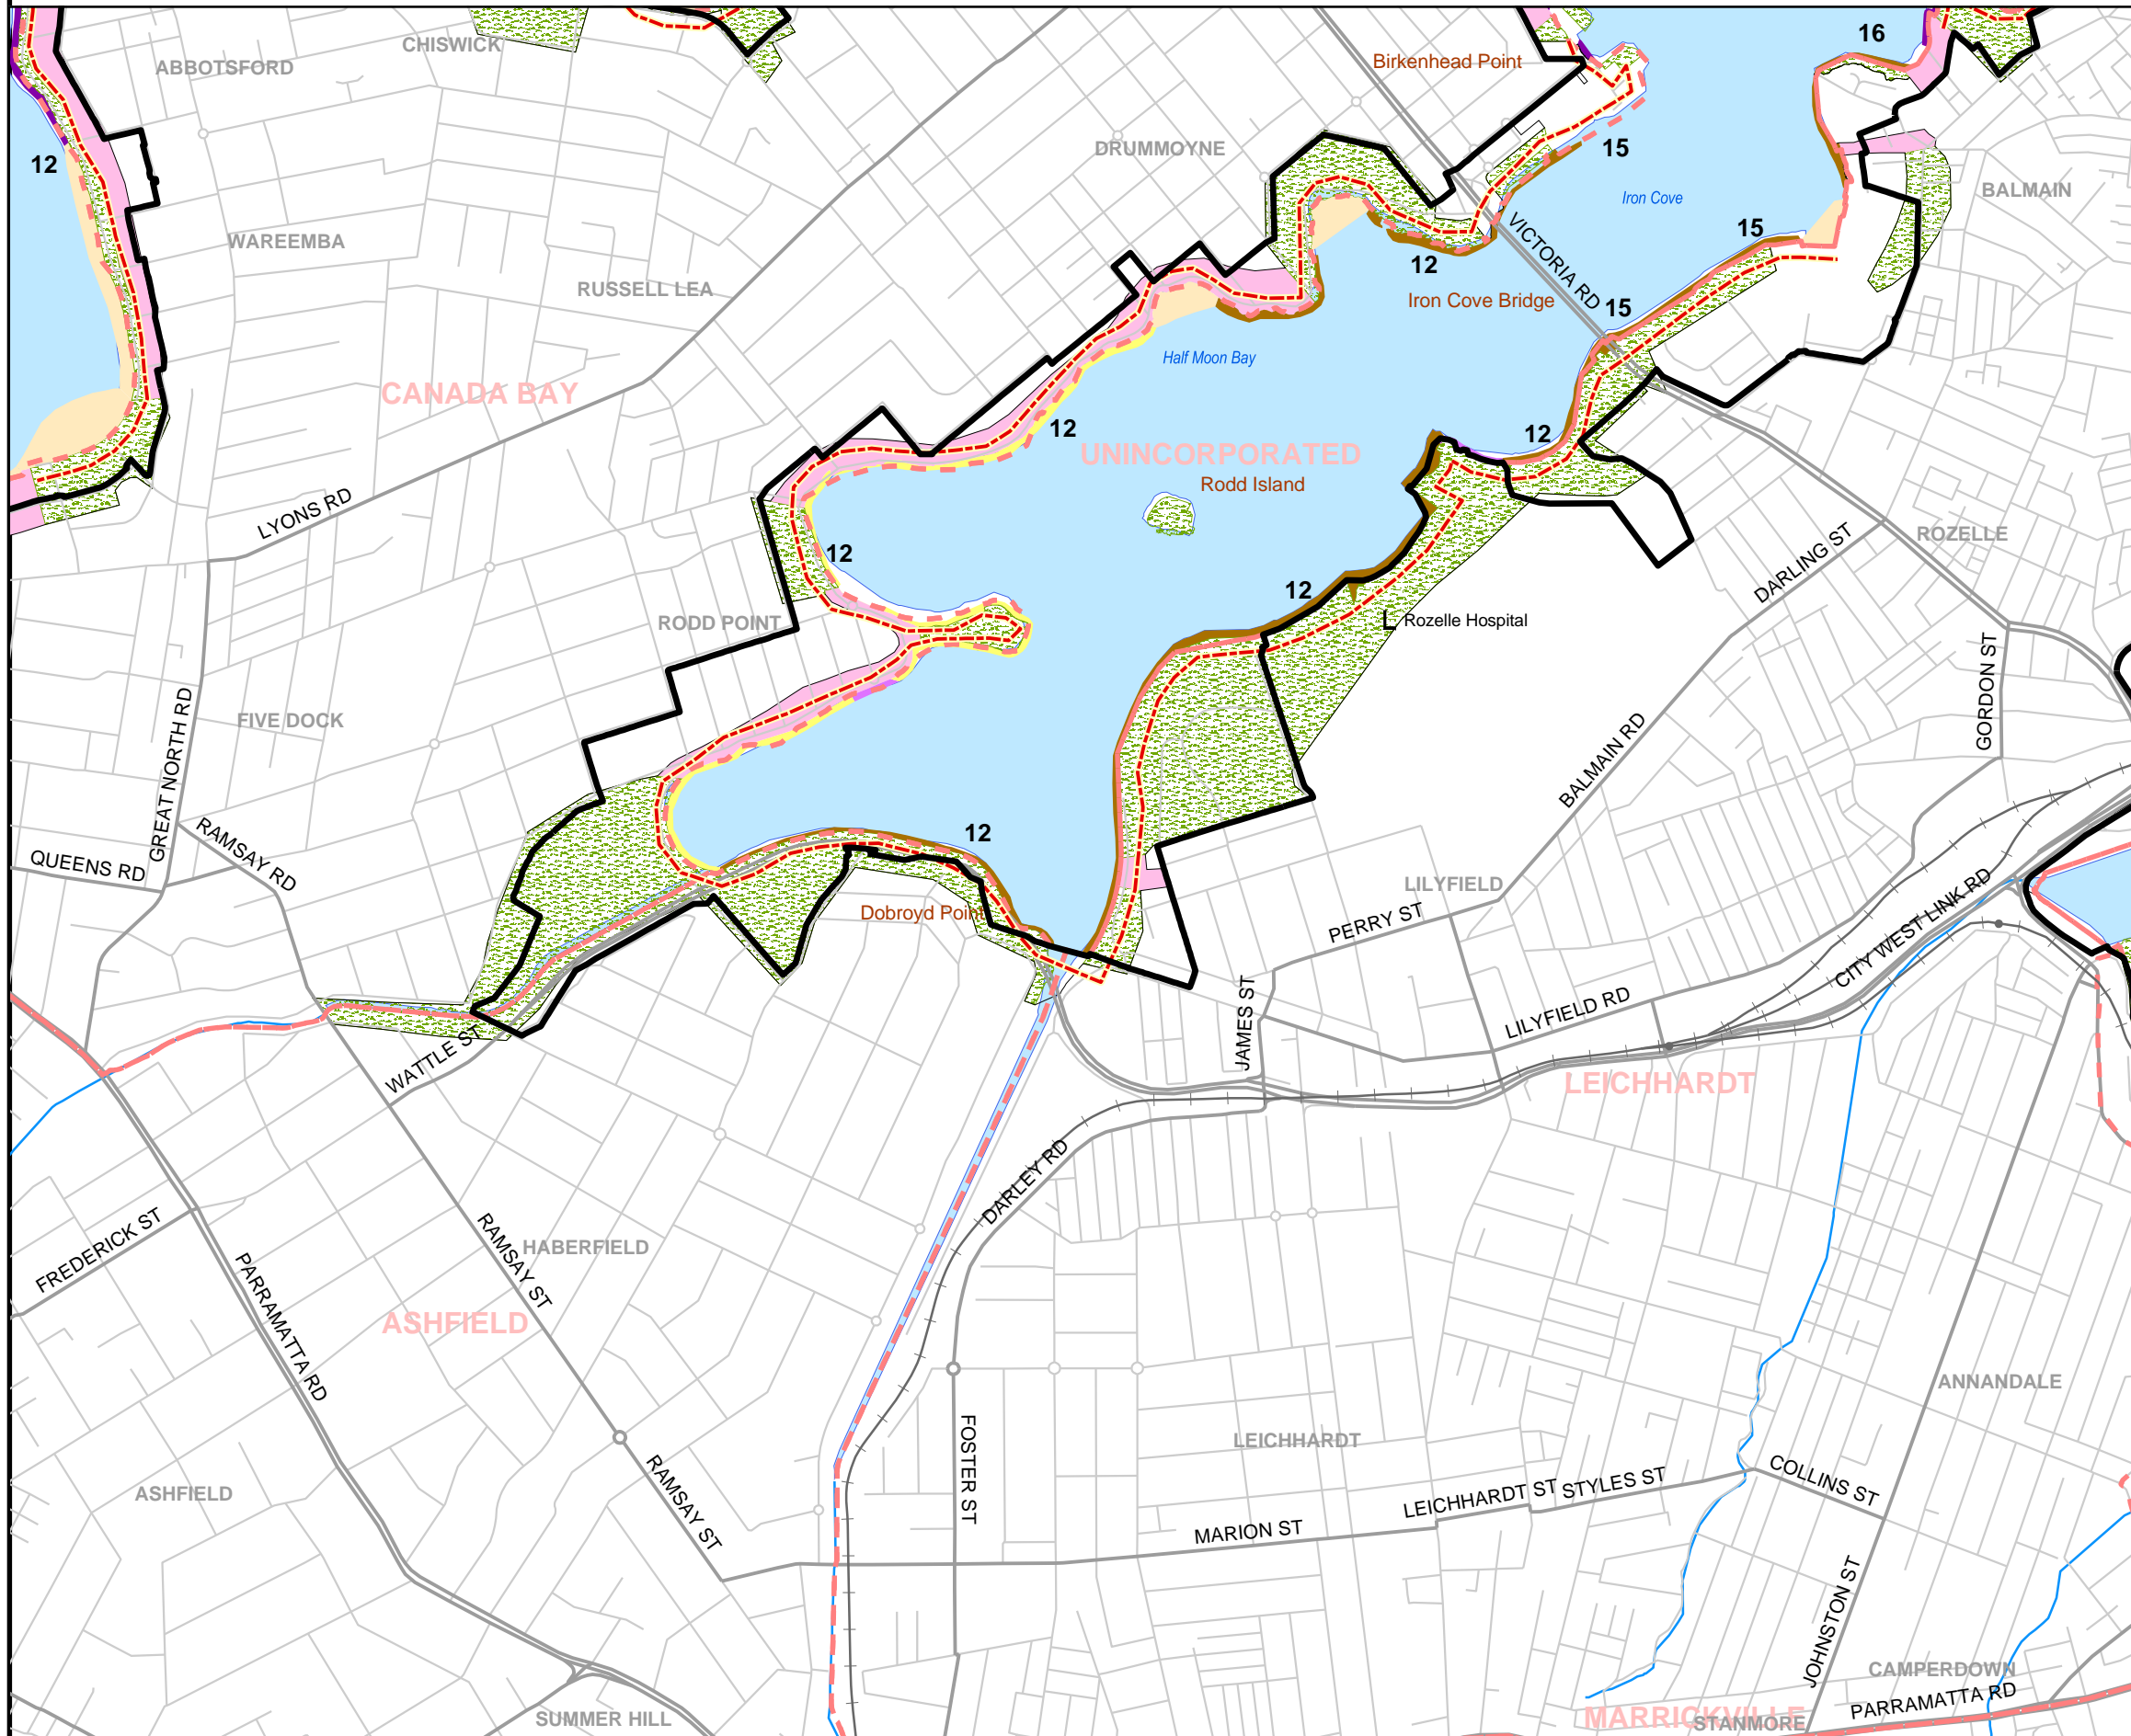 16
CHISWICK
ABBOTSFORD
Birkenhead Point
DRUMMOYNE
15
12
BALMAIN
Iron Cove
15
WAREEMBA
VICTORIA RD
12
RUSSELL LEA
Iron Cove Bridge
15
Half Moon Bay
CANADA BAY
12
12
UNINCORPORATED
Rodd Island
LYONS RD
ROZELLE
12
DARLING ST
12
L Rozelle Hospital
RODD POINT
GORDON ST
FIVE DOCK
GREAT NORTH RD
BALMAIN RD
12
RAMSAY RD
QUEENS RD
LILYFIELD
Dobroyd Point
PERRY ST
CITY WEST LINK RD
LILYFIELD RD
JAMES ST
WATTLE ST
LEICHHARDT
DARLEY RD
FREDERICK ST
HABERFIELD
RAMSAY ST
PARRAMATTA RD
ASHFIELD
ANNANDALE
LEICHHARDT
FOSTER ST
ASHFIELD
COLLINS ST
RAMSAY ST
LEICHHARDT ST
STYLES ST
MARION ST
JOHNSTON ST
CAMPERDOWN
PARRAMATTA RD
SUMMER HILL
MARRICKVILLE
STANMORE